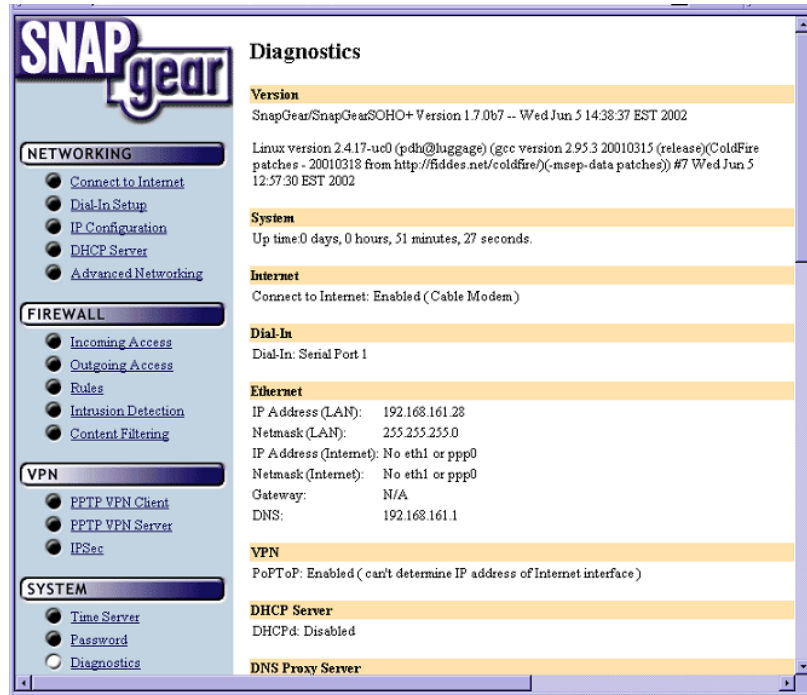 SNAP
gear
NETWORKING
Connect to Internet
Dial-In Setup
IP Configuration
DHCP Server
Advanced Networking
FIREWALL
Incoming Access
Outgoing Access
Rules
Intrusion Detection
Content Filtering
VPN
PPTP VPN Client
PPTP VPN Server
IPSec
SYSTEM
Time Server
Password
Diagnostics
Diagnostics
Version
SnapGear/SnapGearSOHO+ Version 1.7.0b7 -- Wed Jun 5 14:38:37 EST 2002
Linux version 2.4.17-uc0 (pdh@luggage) (gcc version 2.95.3 20010315 (release)(ColdFire
patches - 20010318 from http://fiddes.net/coldfire/)(-msep-data patches)) #7 Wed Jun 5
12:57:30 EST 2002
System
Up time:0 days, 0 hours, 51 minutes, 27 seconds.
Internet
Connect to Internet: Enabled ( Cable Modem )
Dial-In
Dial-In: Serial Port 1
Ethernet
IP Address (LAN): 192.168.161.28
Netmask (LAN): 255.255.255.0
IP Address (Internet): No eth1 or ppp0
Netmask (Internet): No eth1 or ppp0
Gateway: N/A
DNS: 192.168.161.1
VPN
PoPToP: Enabled ( can't determine IP address of Internet interface )
DHCP Server
DHCPd: Disabled
DNS Proxy Server